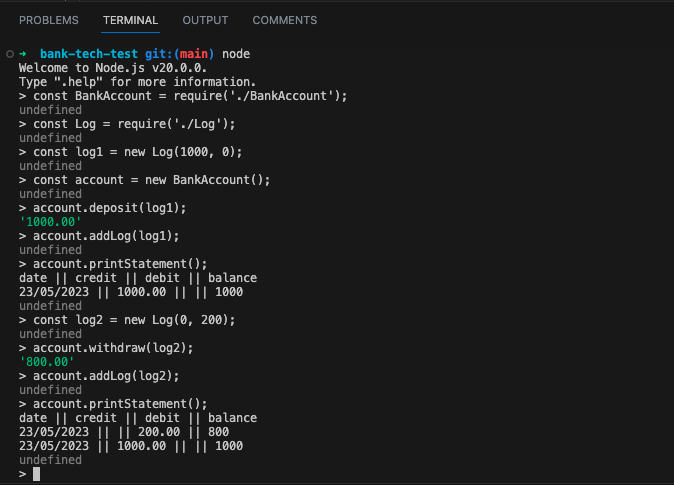 PROBLEMS TERMINAL OUTPUT COMMENTS
→ bank-tech-test git:(main) node
Welcome to Node.js v20.0.0.
Type ".help" for more information.
> const BankAccount = require('./BankAccount');
undefined
> const Log = require('./Log');
undefined
> const log1 = new Log(1000, 0);
undefined
> const account = new BankAccount();
undefined
> account.deposit(log1);
'1000.00'
> account.addLog(log1);
undefined
> account.printStatement();
date || credit || debit || balance
23/05/2023 || 1000.00 || || 1000
undefined
> const log2 = new Log(0, 200);
undefined
> account.withdraw(log2);
'800.00'
> account.addLog(log2);
undefined
> account.printStatement();
date || credit || debit || balance
23/05/2023 || || 200.00 || 800
23/05/2023 || 1000.00 || || 1000
undefined
>